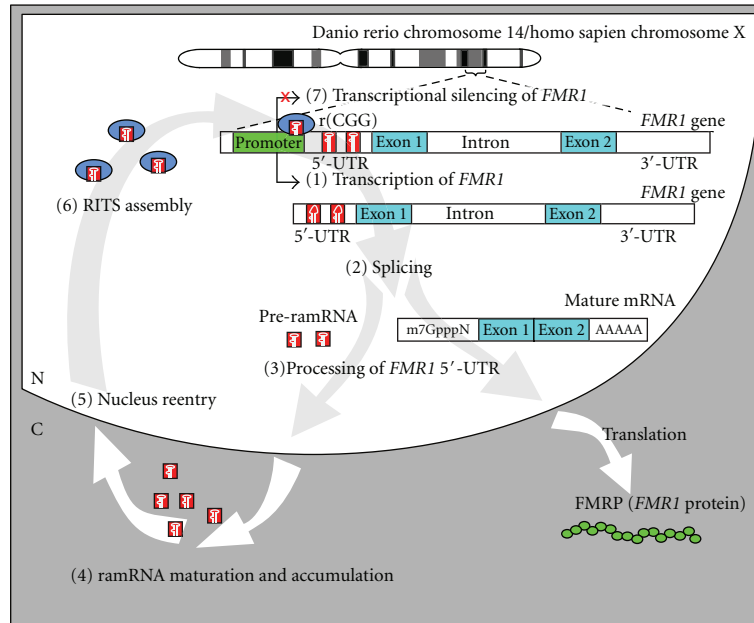 Danio rerio chromosome 14/homo sapien chromosome X
(7) Transcriptional silencing of FMR1
r(CGG)
FMR1 gene
Promoter
Exon 1
Intron
Exon 2
5′-UTR
3′-UTR
(1) Transcription of FMR1
FMR1 gene
(6) RITS assembly
Exon 1
Intron
Exon 2
5′-UTR
3′-UTR
(2) Splicing
Mature mRNA
Pre-ramRNA
m7GpppN
Exon 1
Exon 2
AAAAA
(3)Processing of FMR1 5′-UTR
N
(5) Nucleus reentry
C
Translation
FMRP (FMR1 protein)
(4) ramRNA maturation and accumulation